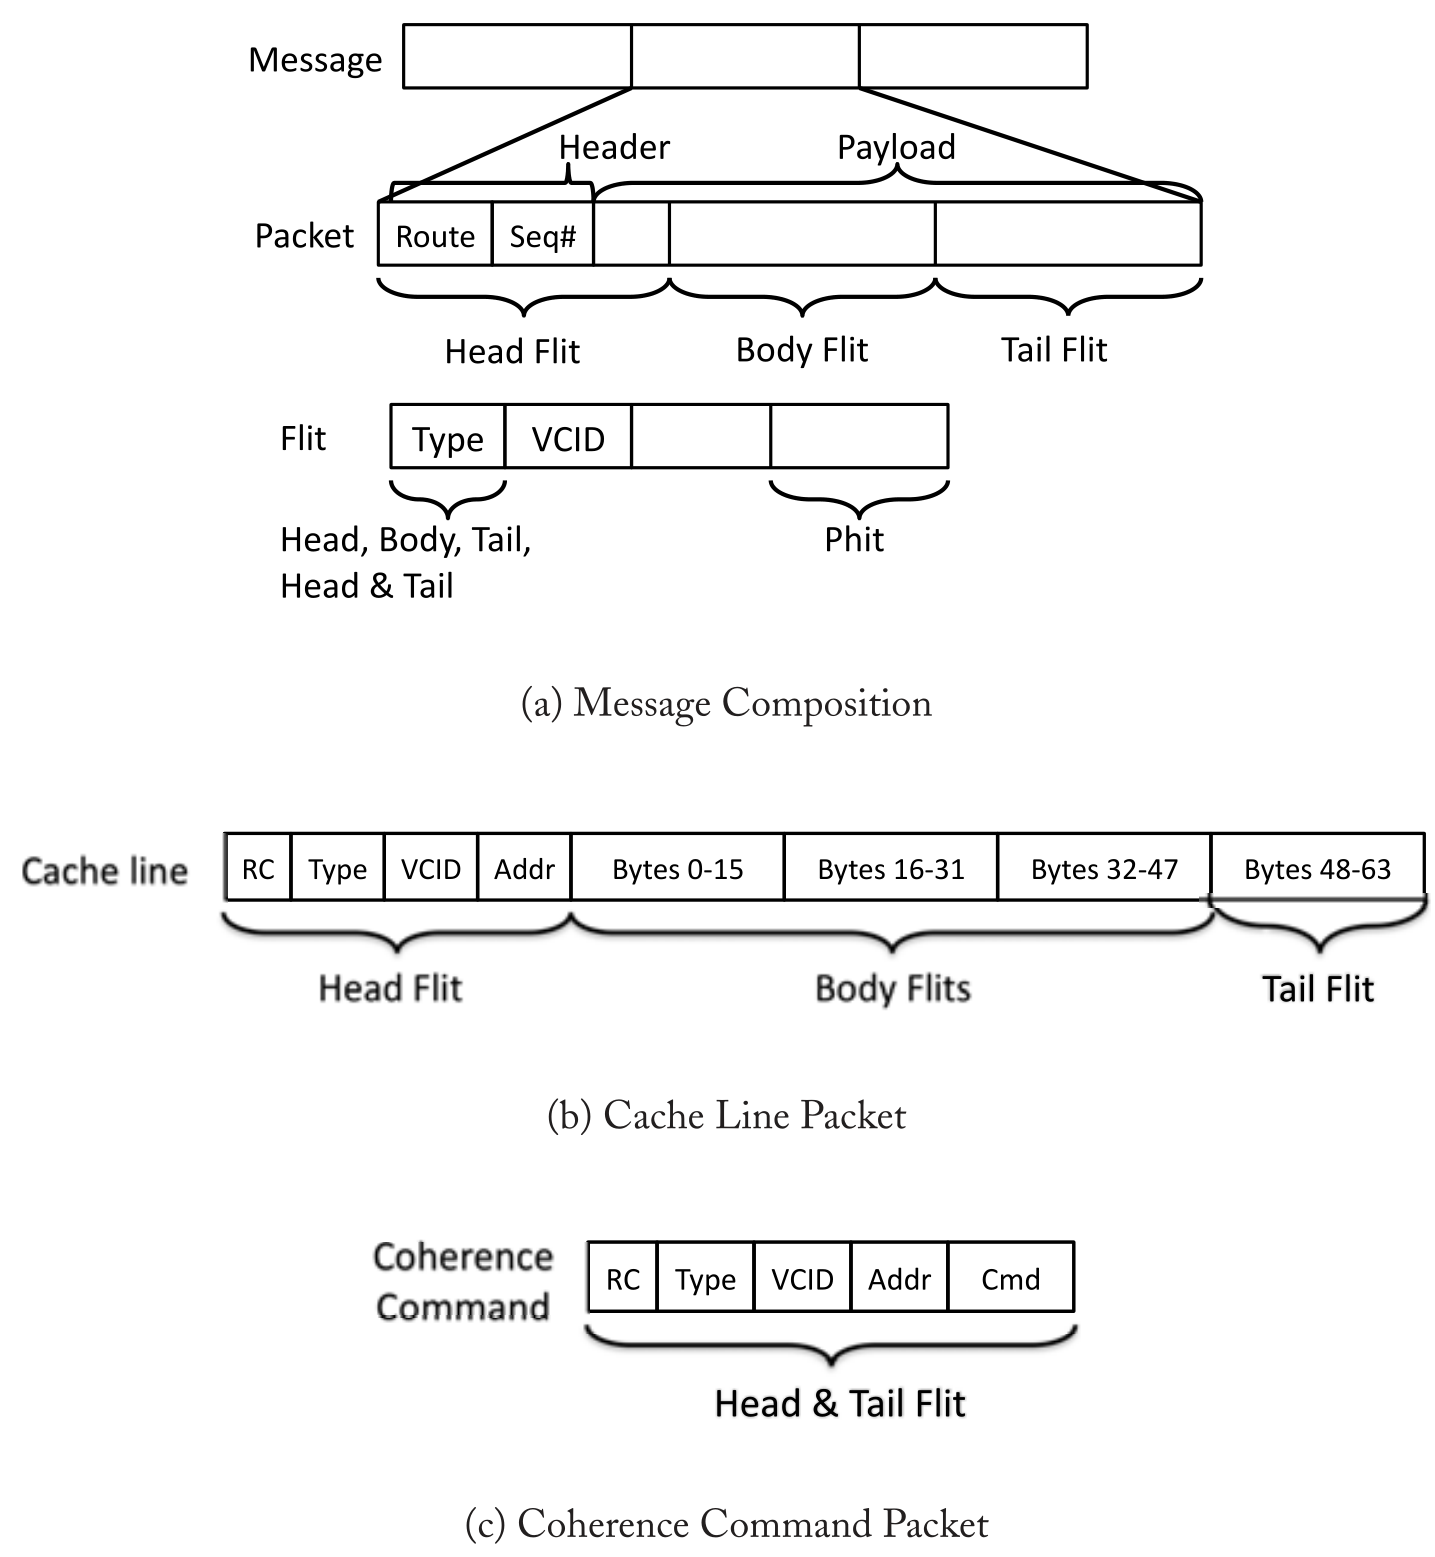 Message
Header Payload
Packet Route Seq#
Head Flit Body Flit Tail Flit
Flit Type VCID
Head, Body, Tail, Phit
Head & Tail
(a) Message Composition
Cache line RC Type VCID Addr Bytes 0-15 Bytes 16-31 Bytes 32-47 Bytes 48-63
Head Flit Body Flits Tail Flit
(b) Cache Line Packet
Coherence
Command
RC Type VCID Addr Cmd
Head & Tail Flit
(c) Coherence Command Packet